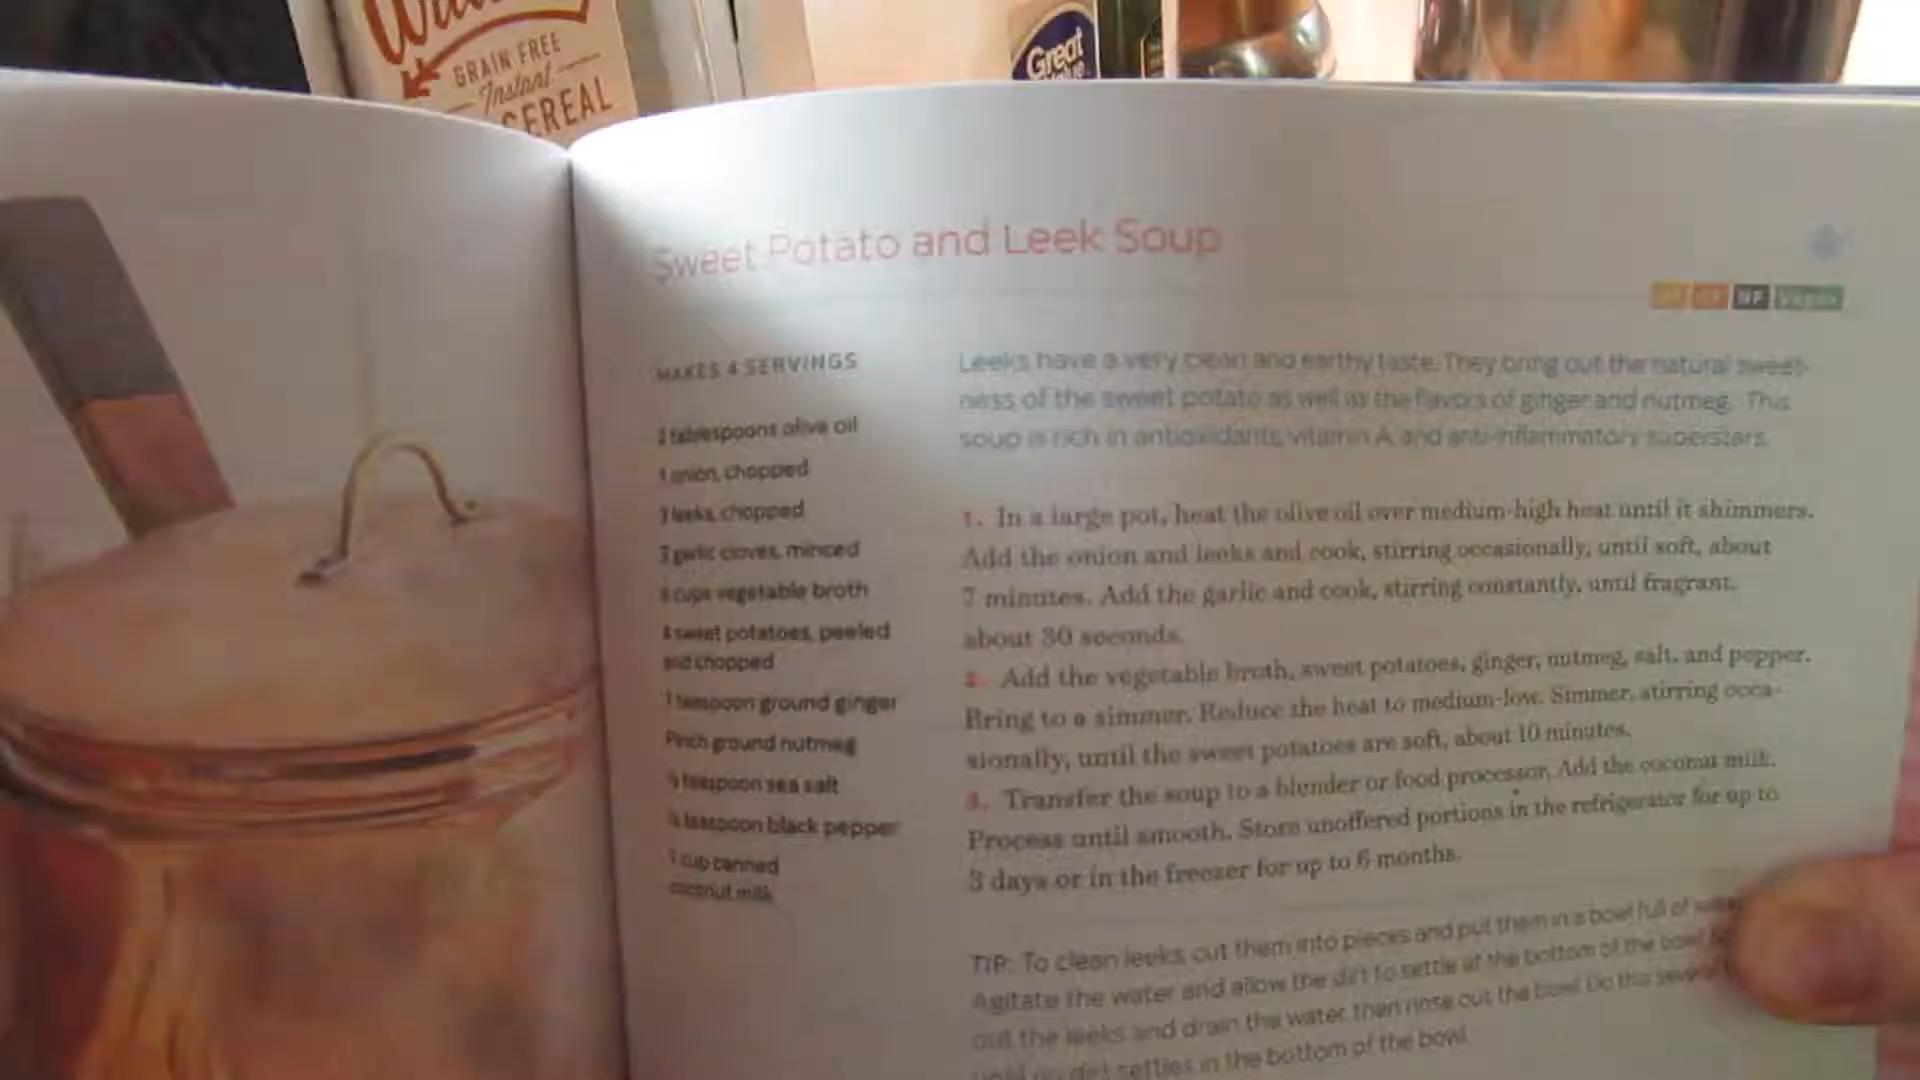 GRAIN FREE
Instant
CEREAL
Great
Value
Sweet Potato and Leek Soup
NF Vegan
MAKES 4 SERVINGS
2 tablespoons olive oil
1 onion, chopped
leeks, chopped
3 garlic cloves, minced
cups vegetable broth
sweet potatoes, peeled
and chopped
1 teaspoon ground ginger
Pinch ground nutmeg
teaspoon sea salt
teaspoon black pepper
1 cup canned
coconut milk
Leeks have a very clean and earthy taste. They bring out the natural sweet-
ness of the sweet potato as well as the flavors of ginger and nutmeg. This
soup is rich in antioxidants, vitamin A, and anti-inflammatory superstars.
1. In a large pot, heat the olive oil over medium-high heat until it shimmers.
Add the onion and leeks and cook, stirring occasionally, until soft, about
7 minutes. Add the garlic and cook, stirring constantly, until fragrant,
about 30 seconds.
2. Add the vegetable broth, sweet potatoes, ginger, nutmeg, salt, and pepper.
Bring to a simmer. Reduce the heat to medium-low. Simmer, stirring occa-
sionally, until the sweet potatoes are soft, about 10 minutes.
3. Transfer the soup to a blender or food processor. Add the coconut milk.
Process until smooth. Store unoffered portions in the refrigerator for up to
3 days or in the freezer for up to 6 months.
TIP: To clean leeks, cut them into pieces and put them in a bowl full of water.
Agitate the water and allow the dirt to settle at the bottom of the bowl.
out the leeks and drain the water, then rinse out the bowl. Do this several
until no dirt settles in the bottom of the bowl.